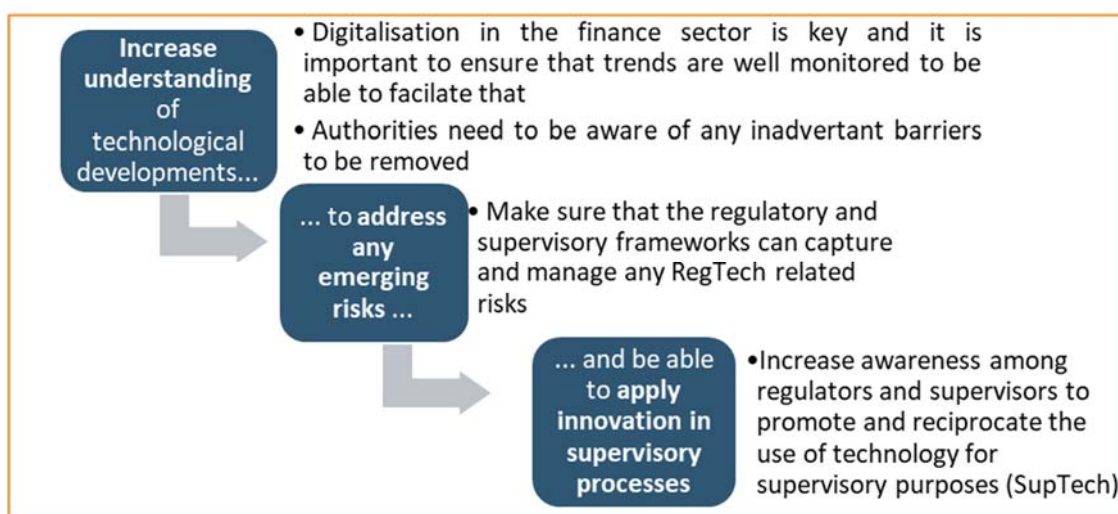 Increase
understanding
of
technological
developments...
• Digitalisation in the finance sector is key and it is
important to ensure that trends are well monitored to be
able to facilate that
• Authorities need to be aware of any inadvertant barriers
to be removed
... to address
any
emerging
risks ...
• Make sure that the regulatory and
supervisory frameworks can capture
and manage any RegTech related
risks
... and be able
to apply
innovation in
supervisory
processes
•Increase awareness among
regulators and supervisors to
promote and reciprocate the
use of technology for
supervisory purposes (SupTech)